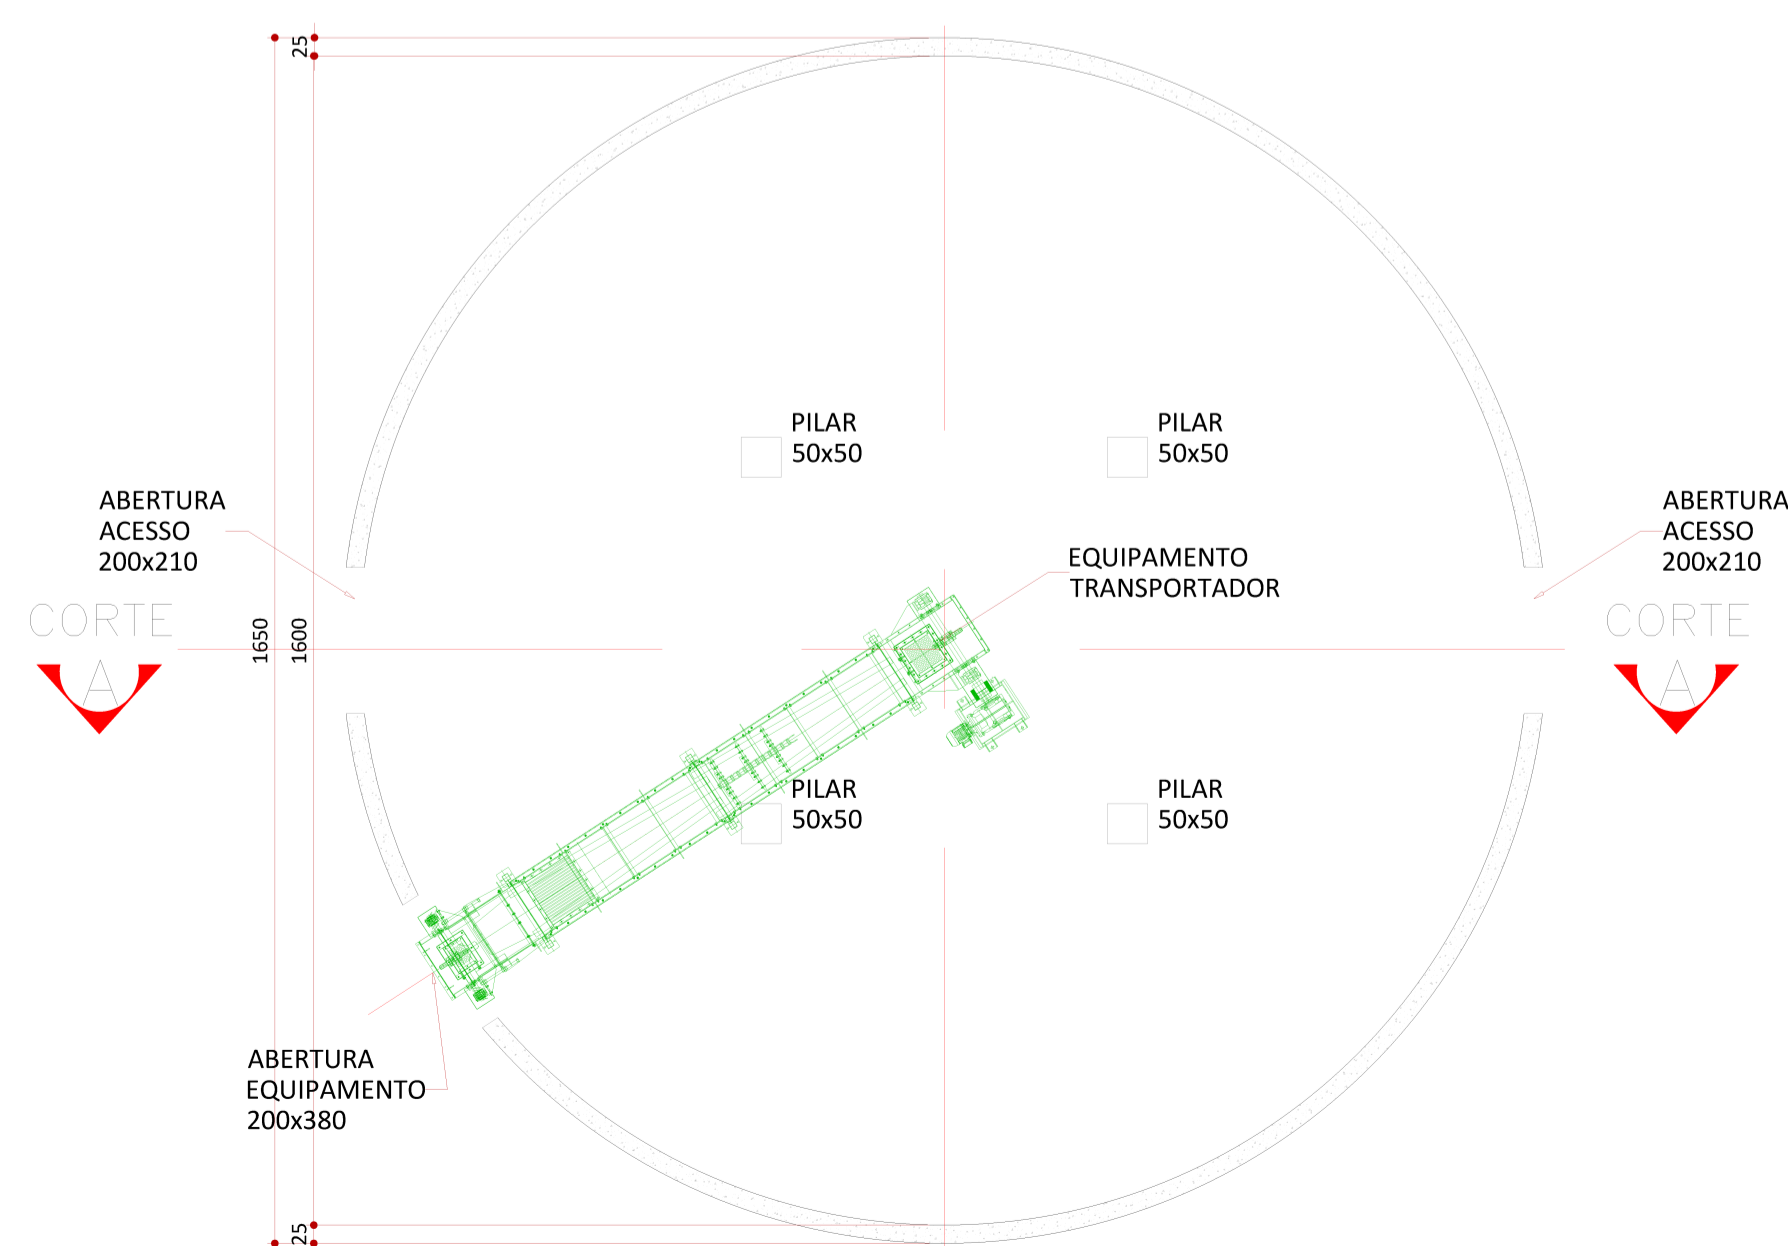 25
PILAR
50x50
PILAR
50x50
ABERTURA
ACESSO
200x210
ABERTURA
ACESSO
200x210
EQUIPAMENTO
TRANSPORTADOR
CORTE
A
1650
1600
CORTE
A
PILAR
50x50
PILAR
50x50
ABERTURA
EQUIPAMENTO
200x380
25